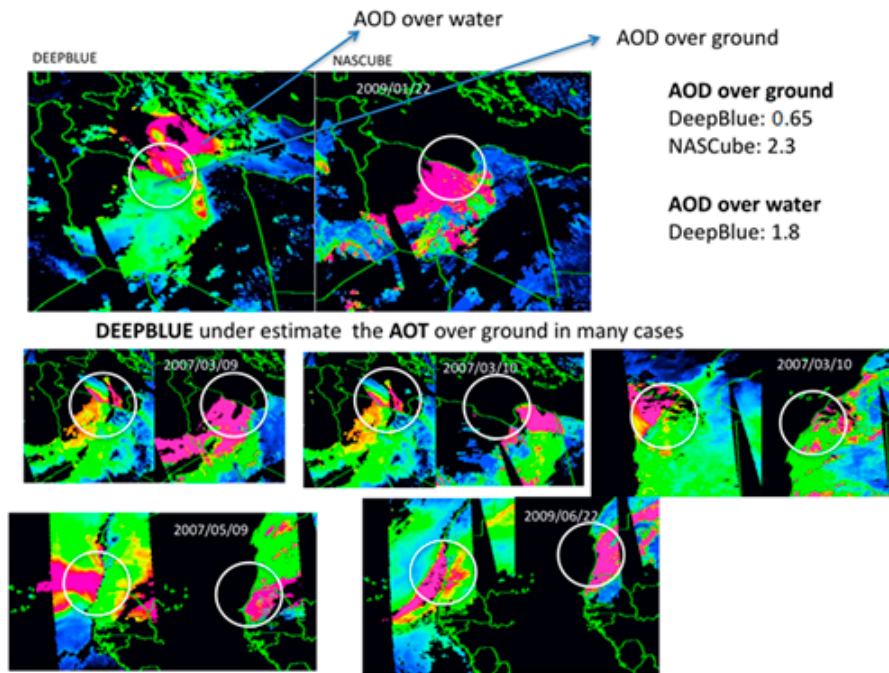 AOD over water
AOD over ground
DEEPBLUE
NASCUBE
2009/01/22
AOD over ground
DeepBlue: 0.65
NASCube: 2.3
AOD over water
DeepBlue: 1.8
DEEPBLUE under estimate the AOT over ground in many cases
2007/03/09
2007/03/10
2007/03/10
2007/05/09
2009/06/22